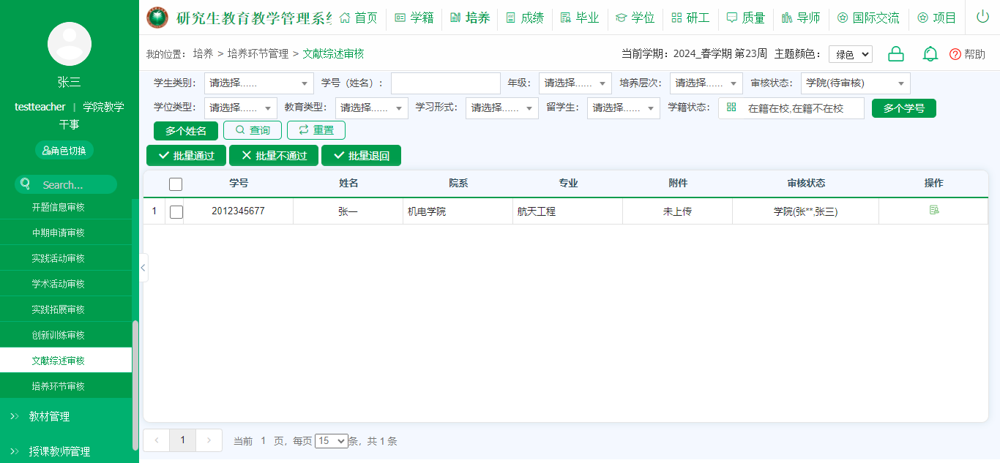 研究生教育教学管理系
首页 学籍 培养 成绩 毕业 学位 研工 质量 导师 国际交流 项目
张三
testteacher | 学院教学
干事
角色切换
Search...
开题信息审核
中期申请审核
实践活动审核
学术活动审核
实践拓展审核
创新训练审核
文献综述审核
培养环节审核
教材管理
授课教师管理
我的位置: 培养 > 培养环节管理 > 文献综述审核
当前学期: 2024_春学期 第23周 主题颜色: 绿色 帮助
学生类别: 请选择...... 学号（姓名）: 年级: 请选择...... 培养层次: 请选择...... 审核状态: 学院(待审核)
学位类型: 请选择...... 教育类型: 请选择...... 学习形式: 请选择...... 留学生: 请选择...... 学籍状态: 在籍在校,在籍不在校 多个学号
多个姓名 查询 重置
批量通过 批量不通过 批量退回
学号 姓名 院系 专业 附件 审核状态 操作
1 2012345677 张一 机电学院 航天工程 未上传 学院(张**,张三)
< 1 > 当前 1 页, 每页 15 条, 共 1 条